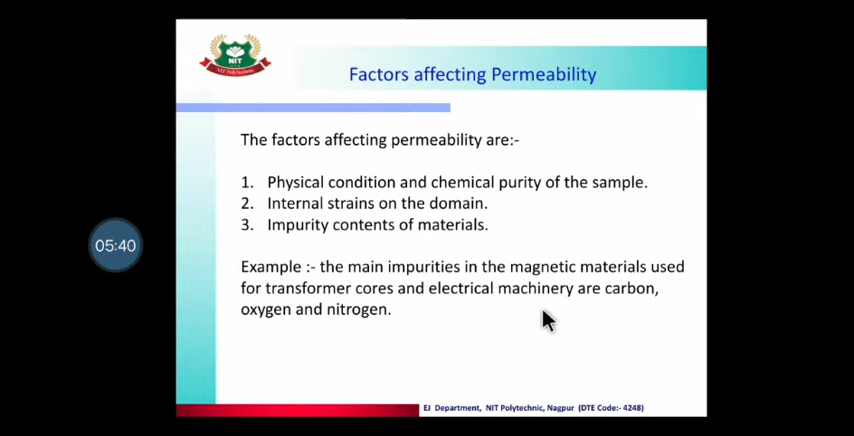 NIT
NIT Polytechnic
Factors affecting Permeability
The factors affecting permeability are:-
1. Physical condition and chemical purity of the sample.
2. Internal strains on the domain.
3. Impurity contents of materials.
Example :- the main impurities in the magnetic materials used
for transformer cores and electrical machinery are carbon,
oxygen and nitrogen.
05:40
EJ Department, NIT Polytechnic, Nagpur (DTE Code:- 4248)